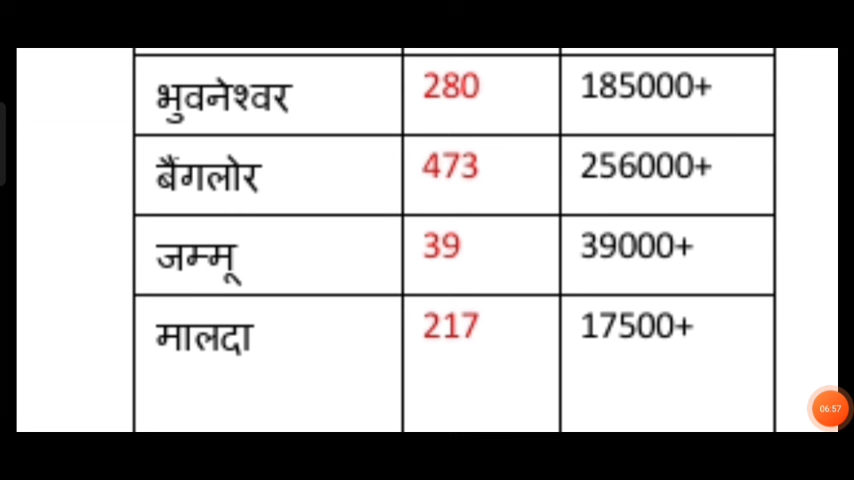 भुवनेश्वर 280 185000+
बैंगलोर 473 256000+
जम्मू 39 39000+
मालदा 217 17500+
06:57